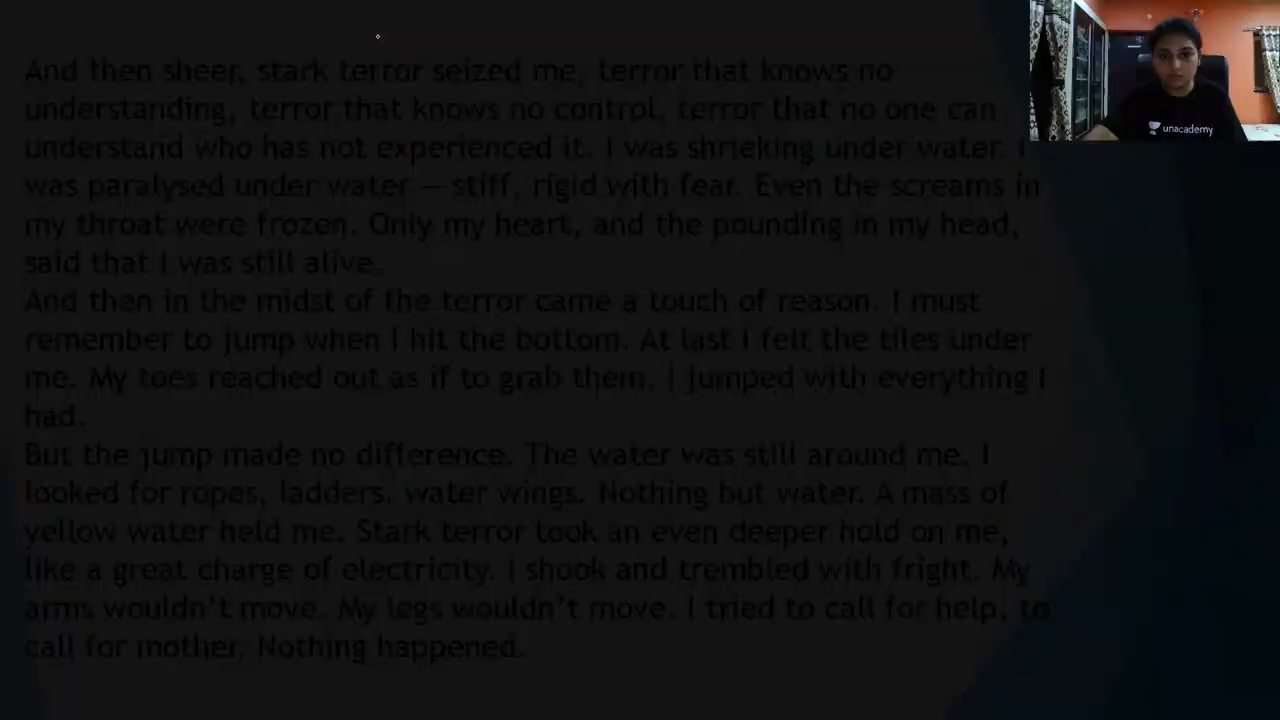 And then sheer, stark terror seized me, terror that knows no
understanding, terror that knows no control, terror that no one can
understand who has not experienced it. I was shrieking under water. I
was paralysed under water — stiff, rigid with fear. Even the screams in
my throat were frozen. Only my heart, and the pounding in my head,
said that I was still alive.
And then in the midst of the terror came a touch of reason. I must
remember to jump when I hit the bottom. At last I felt the tiles under
me. My toes reached out as if to grab them. I jumped with everything I
had.
But the jump made no difference. The water was still around me. I
looked for ropes, ladders, water wings. Nothing but water. A mass of
yellow water held me. Stark terror took an even deeper hold on me,
like a great charge of electricity. I shook and trembled with fright. My
arms wouldn't move. My legs wouldn't move. I tried to call for help, to
call for mother. Nothing happened.
unacademy